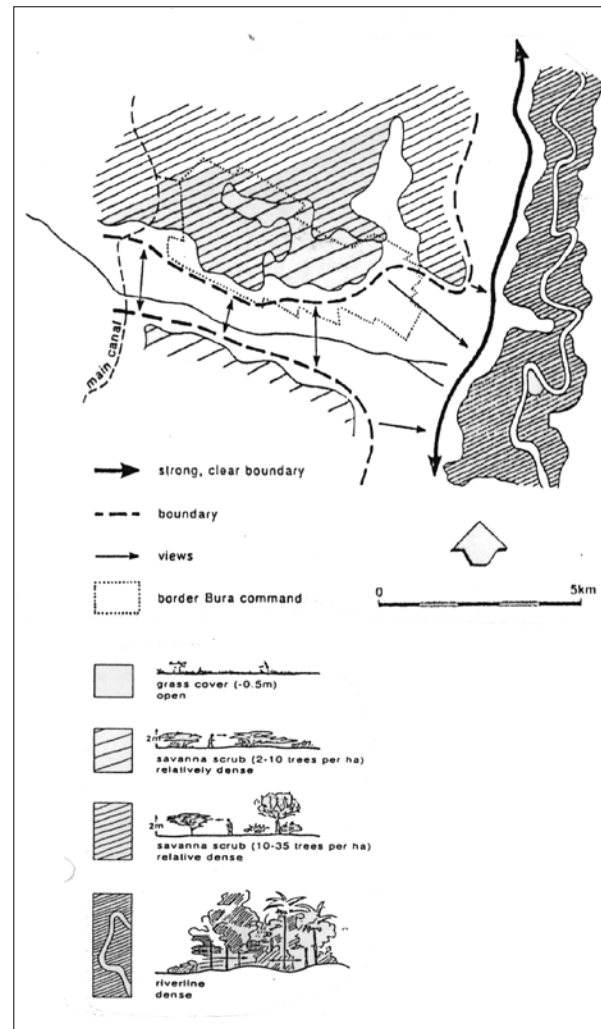 main canal
strong, clear boundary
boundary
views
border Bura command
0 5km
grass cover (-0.5m)
open
2m
savanna scrub (2-10 trees per ha)
relatively dense
2m
savanna scrub (10-35 trees per ha)
relative dense
riverline
dense